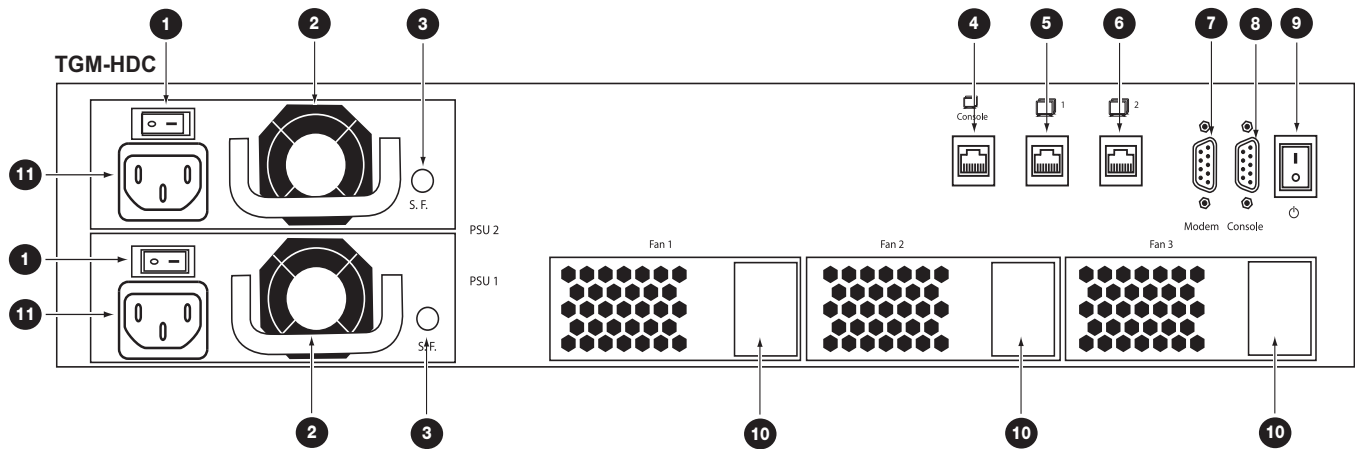 1 2 3 4 5 6 7 8 9
TGM-HDC
Console 1 2
11
S. F.
Modem Console
PSU 2
Fan 1 Fan 2 Fan 3
1
PSU 1
11
S. F.
2 3 10 10 10